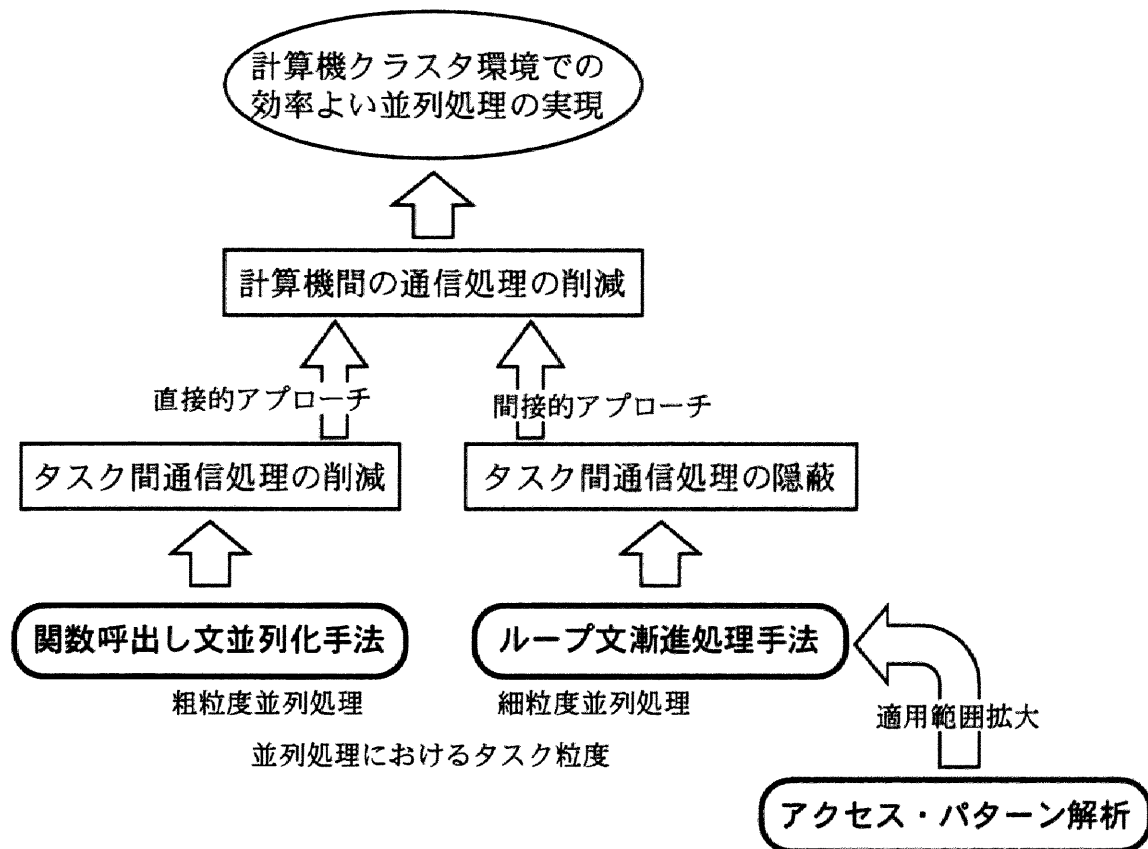 計算機クラスタ環境での
効率よい並列処理の実現
計算機間の通信処理の削減
直接的アプローチ
間接的アプローチ
タスク間通信処理の削減
タスク間通信処理の隠蔽
関数呼出し文並列化手法
ループ文漸進処理手法
粗粒度並列処理
細粒度並列処理
適用範囲拡大
並列処理におけるタスク粒度
アクセス・パターン解析